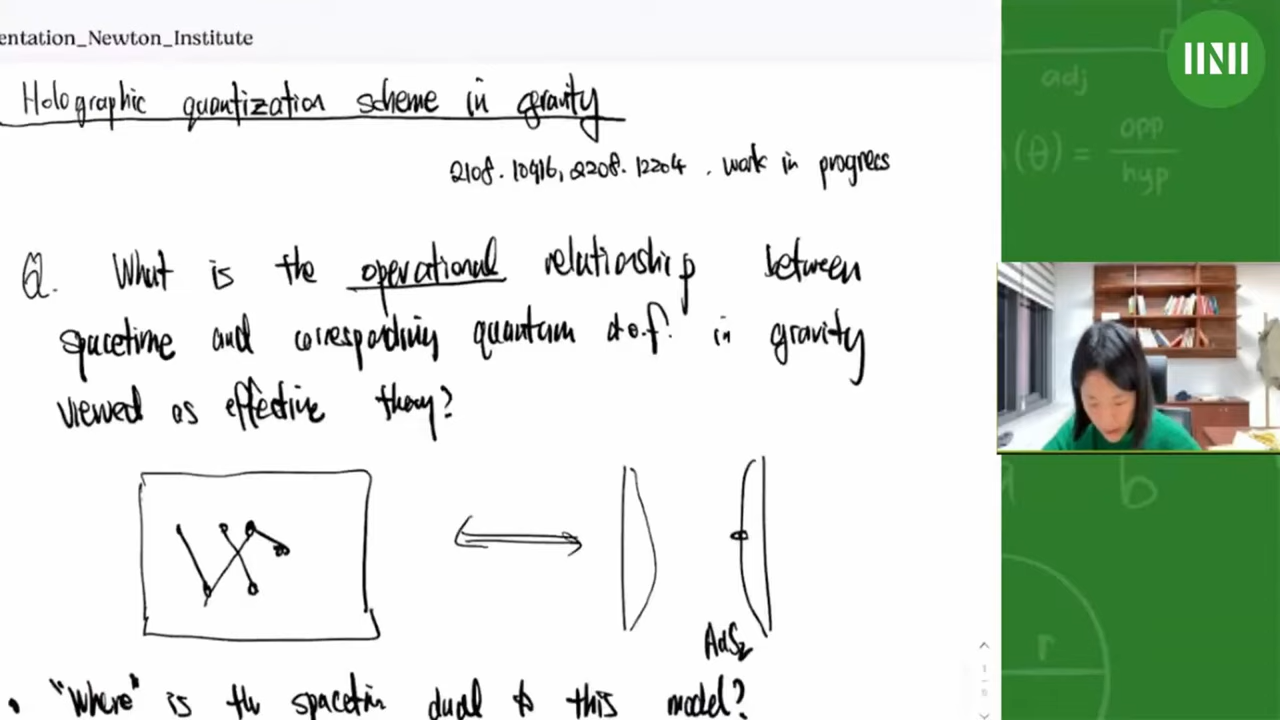 entation_Newton_Institute
Holographic quantization scheme in gravity
2108.10916, 2208.12204. work in progress
Q. What is the operational relationship between
spacetime and corresponding quantum d.o.f. in gravity
viewed as effective theory?
AdS₂
• "Where" is the spacetim dual to this model?
INI
adj
(θ) = opp
hyp
a b
r